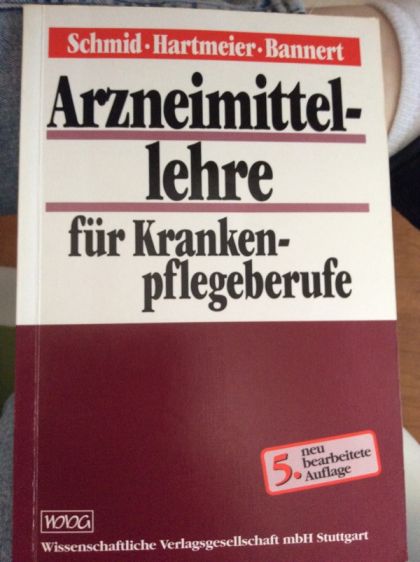 Schmid · Hartmeier · Bannert
Arzneimittel-
lehre
für Kranken-
pflegeberufe
5. neu
bearbeitete
Auflage
WVG
Wissenschaftliche Verlagsgesellschaft mbH Stuttgart